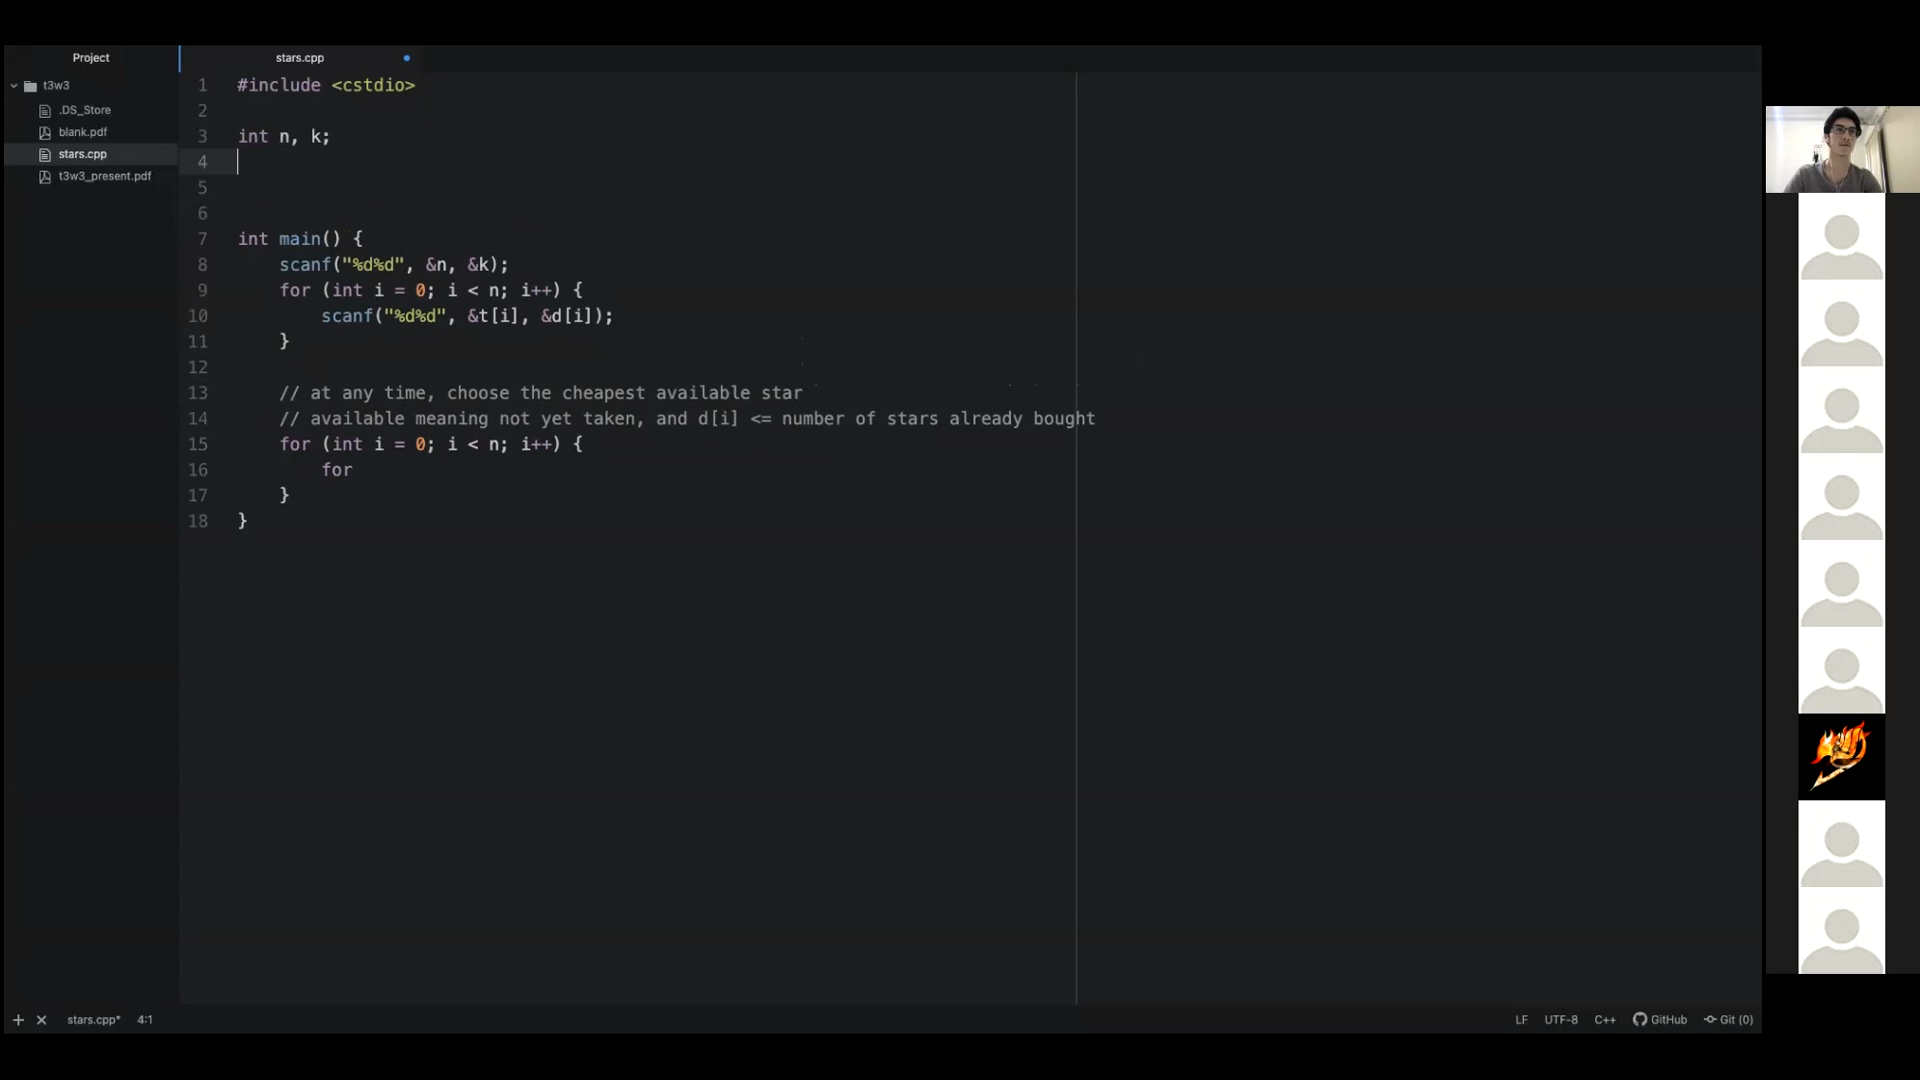 Project
t3w3
.DS_Store
blank.pdf
stars.cpp
t3w3_present.pdf
stars.cpp
1 #include <cstdio>
2
3 int n, k;
4
5
6
7 int main() {
8 scanf("%d%d", &n, &k);
9 for (int i = 0; i < n; i++) {
10 scanf("%d%d", &t[i], &d[i]);
11 }
12
13 // at any time, choose the cheapest available star
14 // available meaning not yet taken, and d[i] <= number of stars already bought
15 for (int i = 0; i < n; i++) {
16 for
17 }
18 }
stars.cpp* 4:1
LF UTF-8 C++ GitHub Git (0)